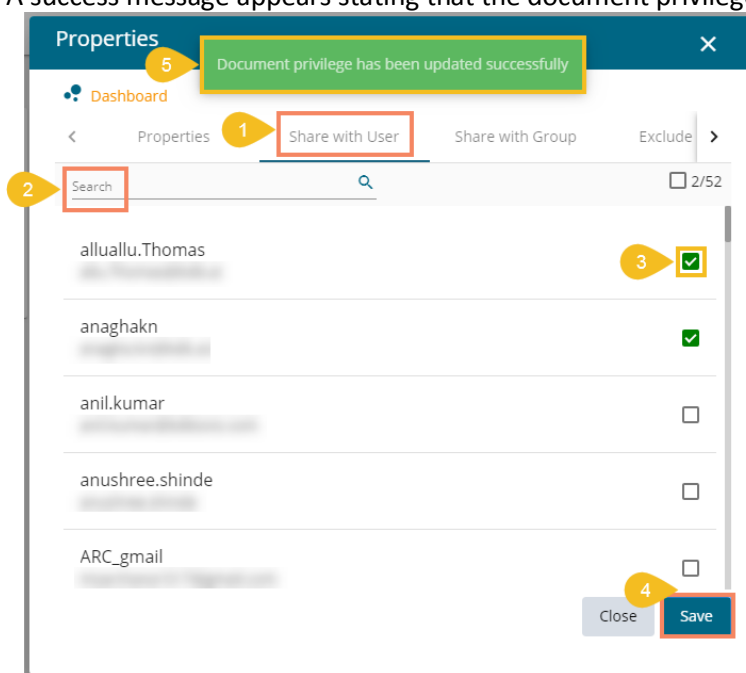 A success message appears stating that the document privileg
Properties
5
Document privilege has been updated successfully
Dashboard
Properties
1
Share with User
Share with Group
Exclude
2
Search
2/52
alluallu.Thomas
3
anaghakn
anil.kumar
anushree.shinde
ARC_gmail
4
Close
Save